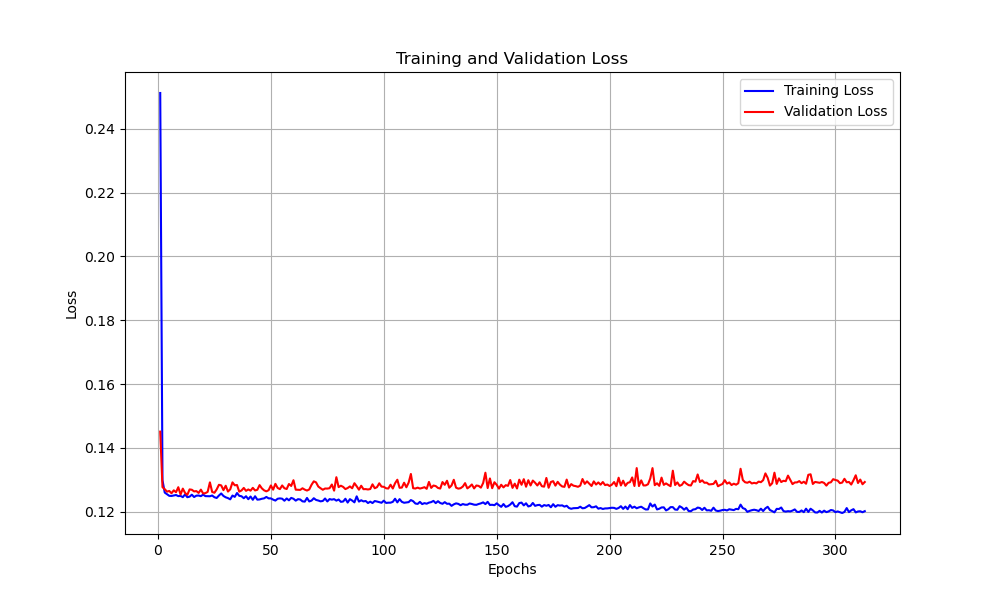 Training and Validation Loss
Training Loss
Validation Loss
0.24
0.22
0.20
0.18
0.16
0.14
0.12
Loss
0 50 100 150 200 250 300
Epochs